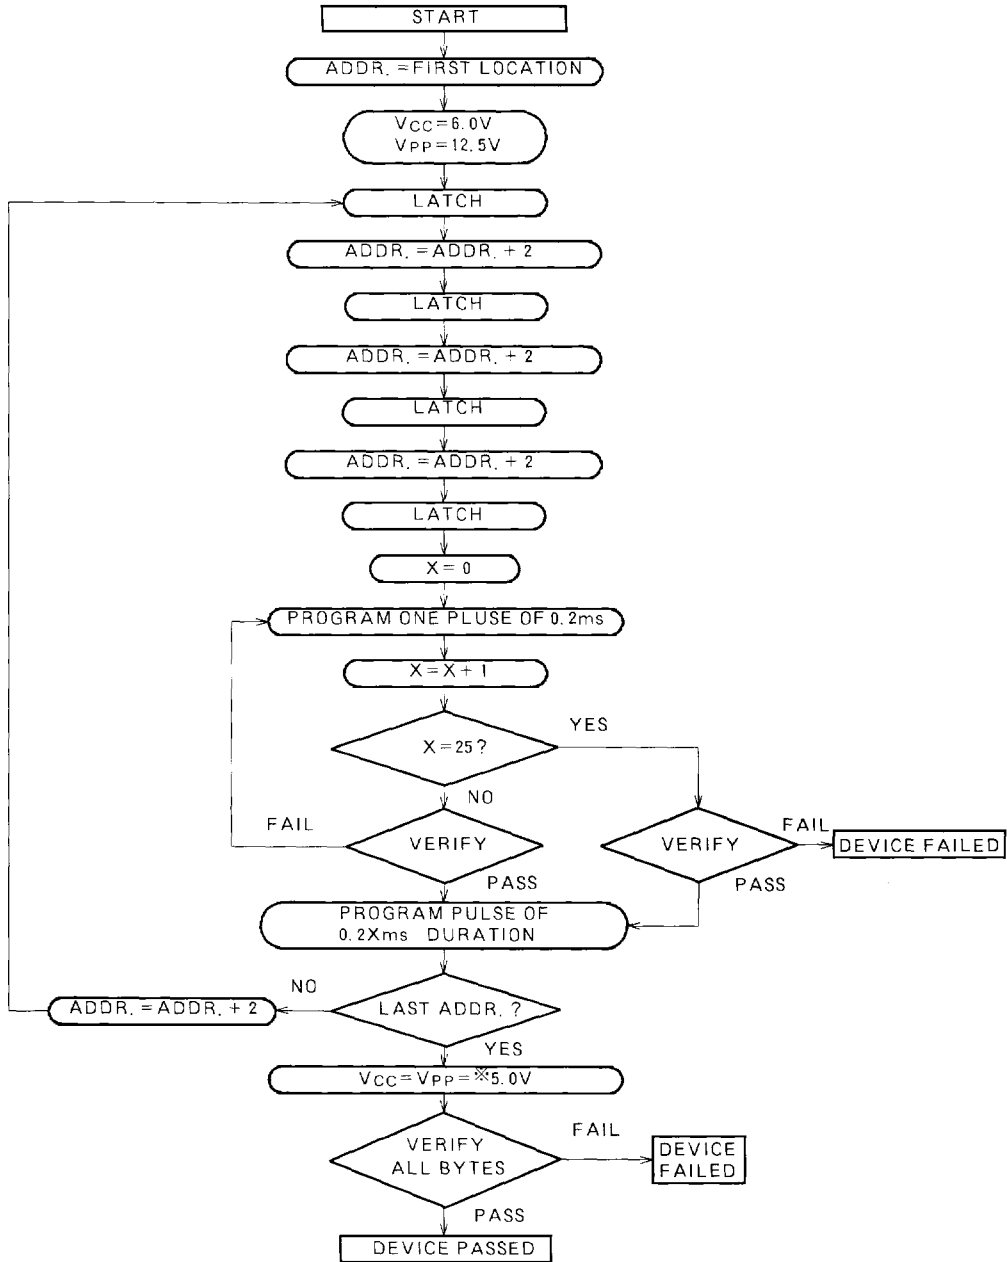 START
ADDR. = FIRST LOCATION
VCC=6.0V
VPP=12.5V
LATCH
ADDR. = ADDR. + 2
LATCH
ADDR. = ADDR. + 2
LATCH
ADDR. = ADDR. + 2
LATCH
X = 0
PROGRAM ONE PLUSE OF 0.2ms
X = X + 1
X = 25 ?
YES
NO
FAIL
VERIFY
PASS
VERIFY
FAIL
DEVICE FAILED
PASS
PROGRAM PULSE OF
0.2Xms DURATION
LAST ADDR. ?
NO
ADDR. = ADDR. + 2
YES
VCC = VPP = ※5.0V
VERIFY
ALL BYTES
FAIL
DEVICE
FAILED
PASS
DEVICE PASSED